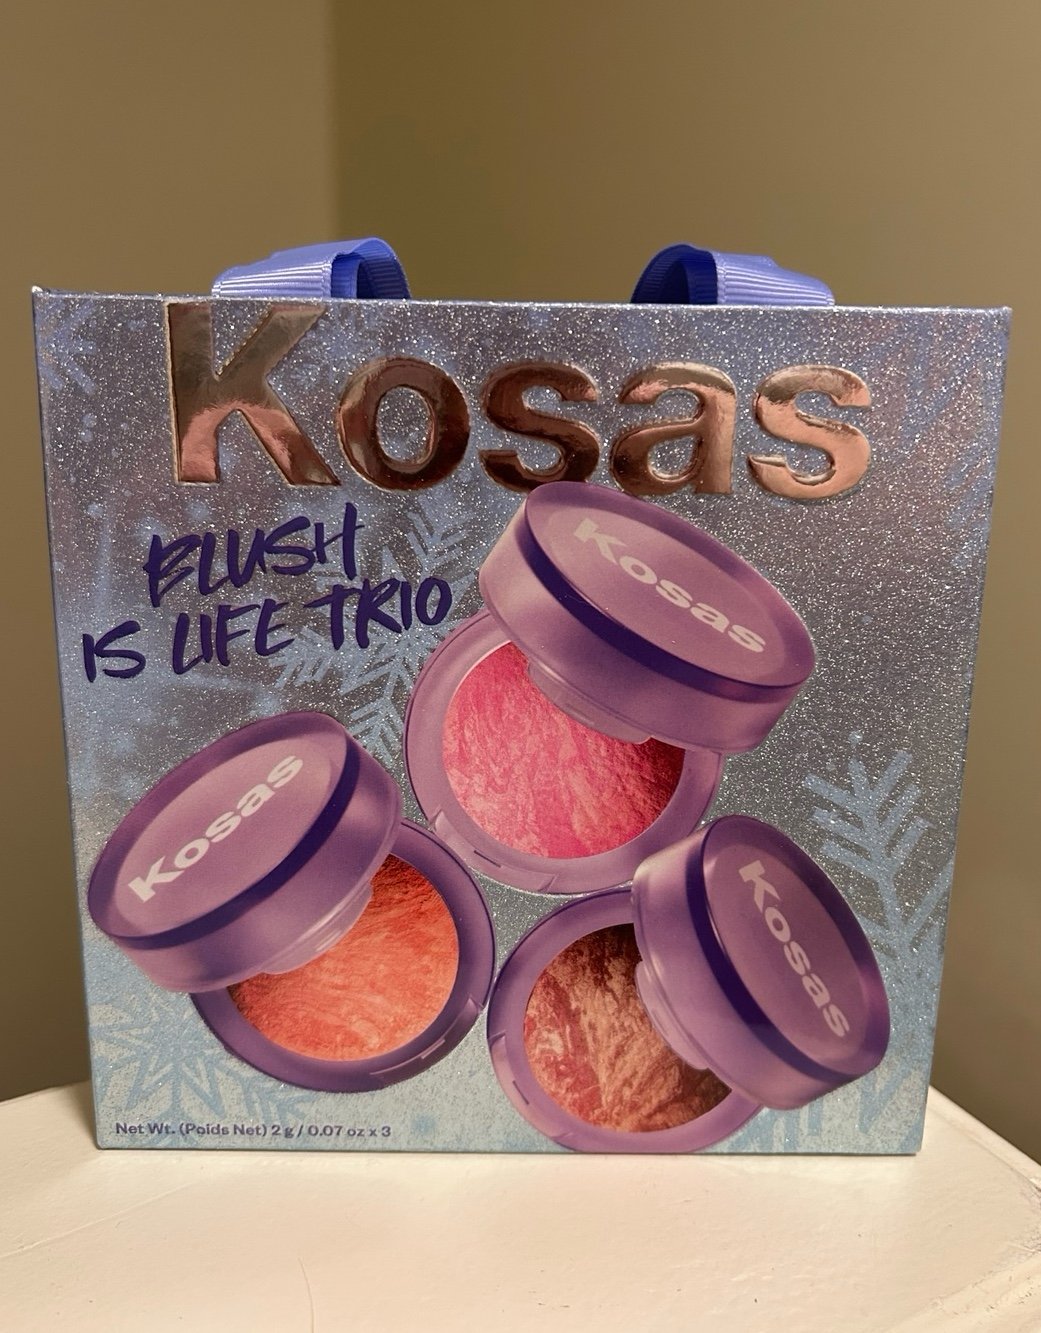 Kosas
BLUSH
IS LIFE TRIO
Kosas
Kosas
Kosas
Net Wt. (Poids Net) 2 g / 0.07 oz x 3